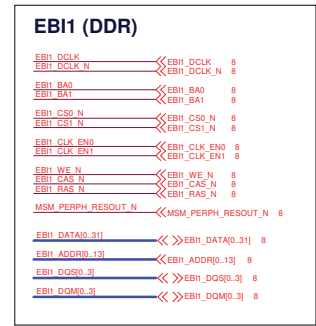 EBI1 (DDR)
EBI1_DCLK EBI1_DCLK 8
EBI1_DCLK_N EBI1_DCLK_N 8
EBI1_BA0 EBI1_BA0 8
EBI1_BA1 EBI1_BA1 8
EBI1_CS0_N EBI1_CS0_N 8
EBI1_CS1_N EBI1_CS1_N 8
EBI1_CLK_EN0 EBI1_CLK_EN0 8
EBI1_CLK_EN1 EBI1_CLK_EN1 8
EBI1_WE_N EBI1_WE_N 8
EBI1_CAS_N EBI1_CAS_N 8
EBI1_RAS_N EBI1_RAS_N 8
MSM_PERPH_RESOUT_N MSM_PERPH_RESOUT_N 8
EBI1_DATA[0..31] EBI1_DATA[0..31] 8
EBI1_ADDR[0..13] EBI1_ADDR[0..13] 8
EBI1_DQS[0..3] EBI1_DQS[0..3] 8
EBI1_DQM[0..3] EBI1_DQM[0..3] 8